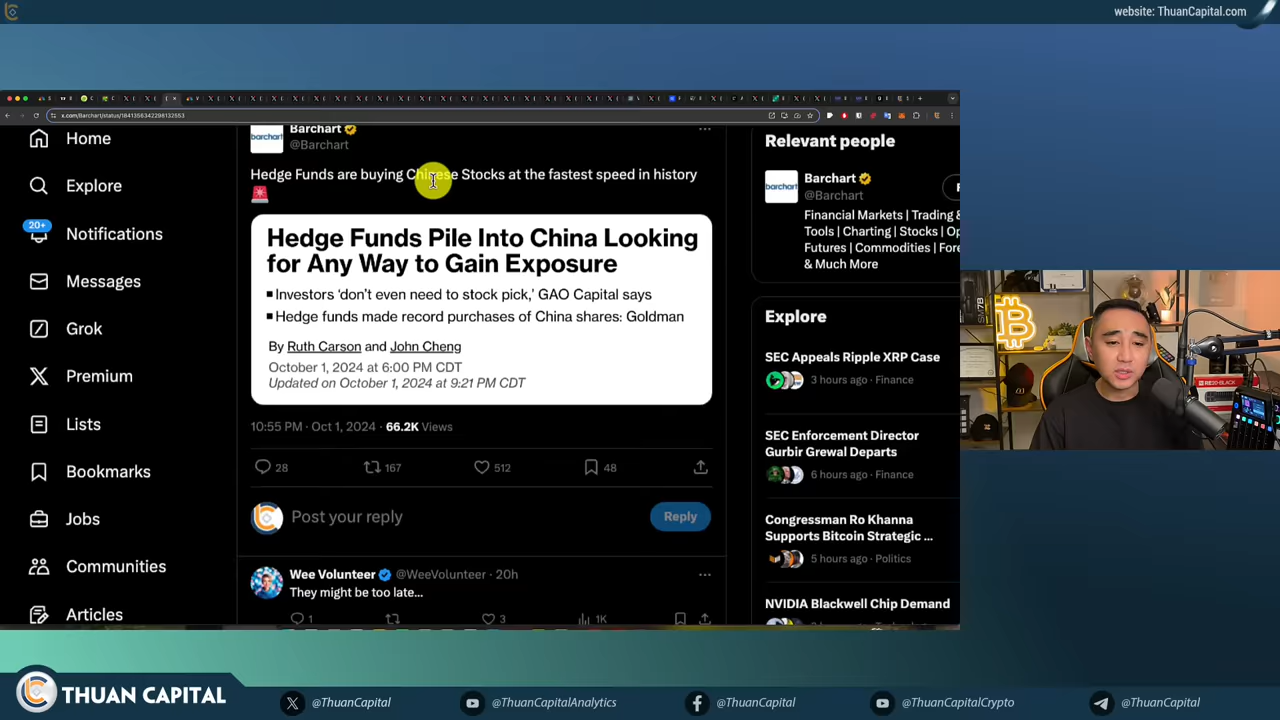 website: ThuanCapital.com
x.com/Barchart/status/1841356342298132553
Home
Explore
20+
Notifications
Messages
Grok
Premium
Lists
Bookmarks
Jobs
Communities
Articles
Barchart
@Barchart
Hedge Funds are buying Chinese Stocks at the fastest speed in history
Hedge Funds Pile Into China Looking
for Any Way to Gain Exposure
Investors ‘don’t even need to stock pick,’ GAO Capital says
Hedge funds made record purchases of China shares: Goldman
By Ruth Carson and John Cheng
October 1, 2024 at 6:00 PM CDT
Updated on October 1, 2024 at 9:21 PM CDT
10:55 PM · Oct 1, 2024 · 66.2K Views
28 167 512 48
Post your reply
Reply
Wee Volunteer @WeeVolunteer · 20h
They might be too late...
1 3 1K
Relevant people
Barchart
@Barchart
Financial Markets | Trading &
Tools | Charting | Stocks | Op
Futures | Commodities | Fore
& Much More
Explore
SEC Appeals Ripple XRP Case
3 hours ago · Finance
SEC Enforcement Director
Gurbir Grewal Departs
6 hours ago · Finance
Congressman Ro Khanna
Supports Bitcoin Strategic ...
5 hours ago · Politics
NVIDIA Blackwell Chip Demand
THUAN CAPITAL
@ThuanCapital
@ThuanCapitalAnalytics
@ThuanCapital
@ThuanCapitalCrypto
@ThuanCapital